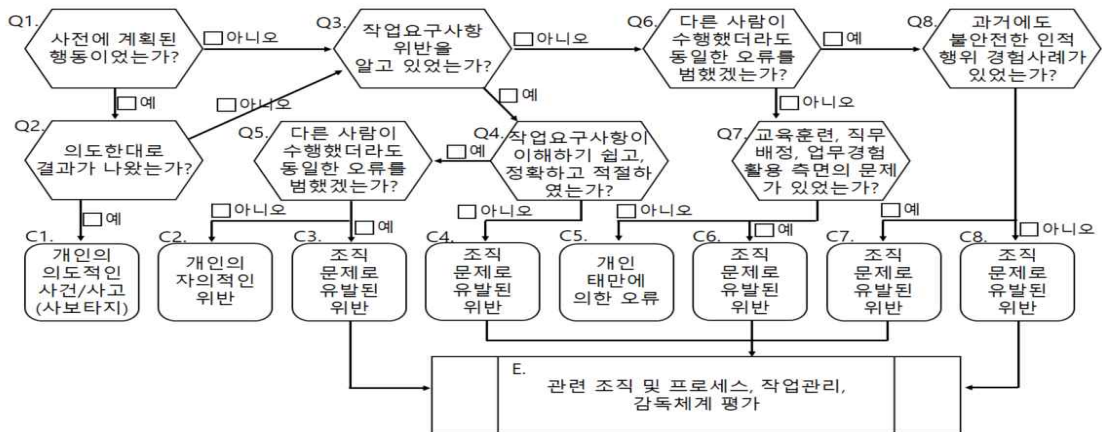 Q1.
사전에 계획된
행동이었는가?
아니오
예
Q2.
의도한대로
결과가 나왔는가?
아니오
예
Q3.
작업요구사항
위반을
알고 있었는가?
아니오
예
Q6.
다른 사람이
수행했더라도
동일한 오류를
범했겠는가?
예
아니오
Q8.
과거에도
불안전한 인적
행위 경험사례가
있었는가?
Q5.
다른 사람이
수행했더라도
동일한 오류를
범했겠는가?
예
Q4.
작업요구사항이
이해하기 쉽고,
정확하고 적절하
였는가?
Q7.
교육훈련, 직무
배정, 업무경험
활용 측면의 문제
가 있었는가?
아니오
예
아니오
아니오
예
예
아니오
C1.
개인의
의도적인
사건/사고
(사보타지)
C2.
개인의
자의적인
위반
C3.
조직
문제로
유발된
위반
C4.
조직
문제로
유발된
위반
C5.
개인
태만에
의한 오류
C6.
조직
문제로
유발된
위반
C7.
조직
문제로
유발된
위반
C8.
조직
문제로
유발된
위반
E.
관련 조직 및 프로세스, 작업관리,
감독체계 평가